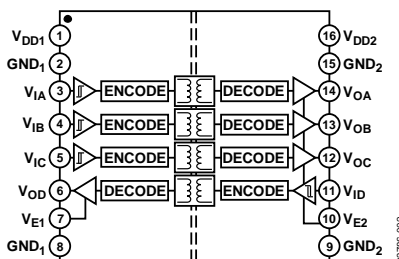 VDD1 1 16 VDD2
GND1 2 15 GND2
VIA 3 ENCODE DECODE 14 VOA
VIB 4 ENCODE DECODE 13 VOB
VIC 5 ENCODE DECODE 12 VOC
VOD 6 DECODE ENCODE 11 VID
VE1 7 10 VE2
GND1 8 9 GND2